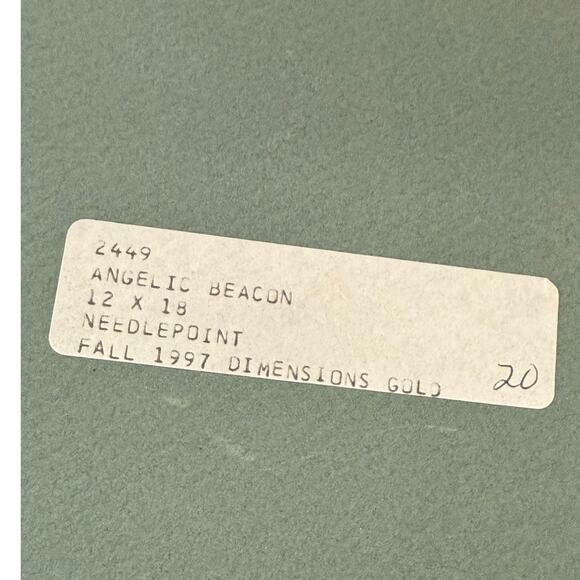 2449
ANGELIC BEACON
12 X 18
NEEDLEPOINT
FALL 1997 DIMENSIONS GOLD
20